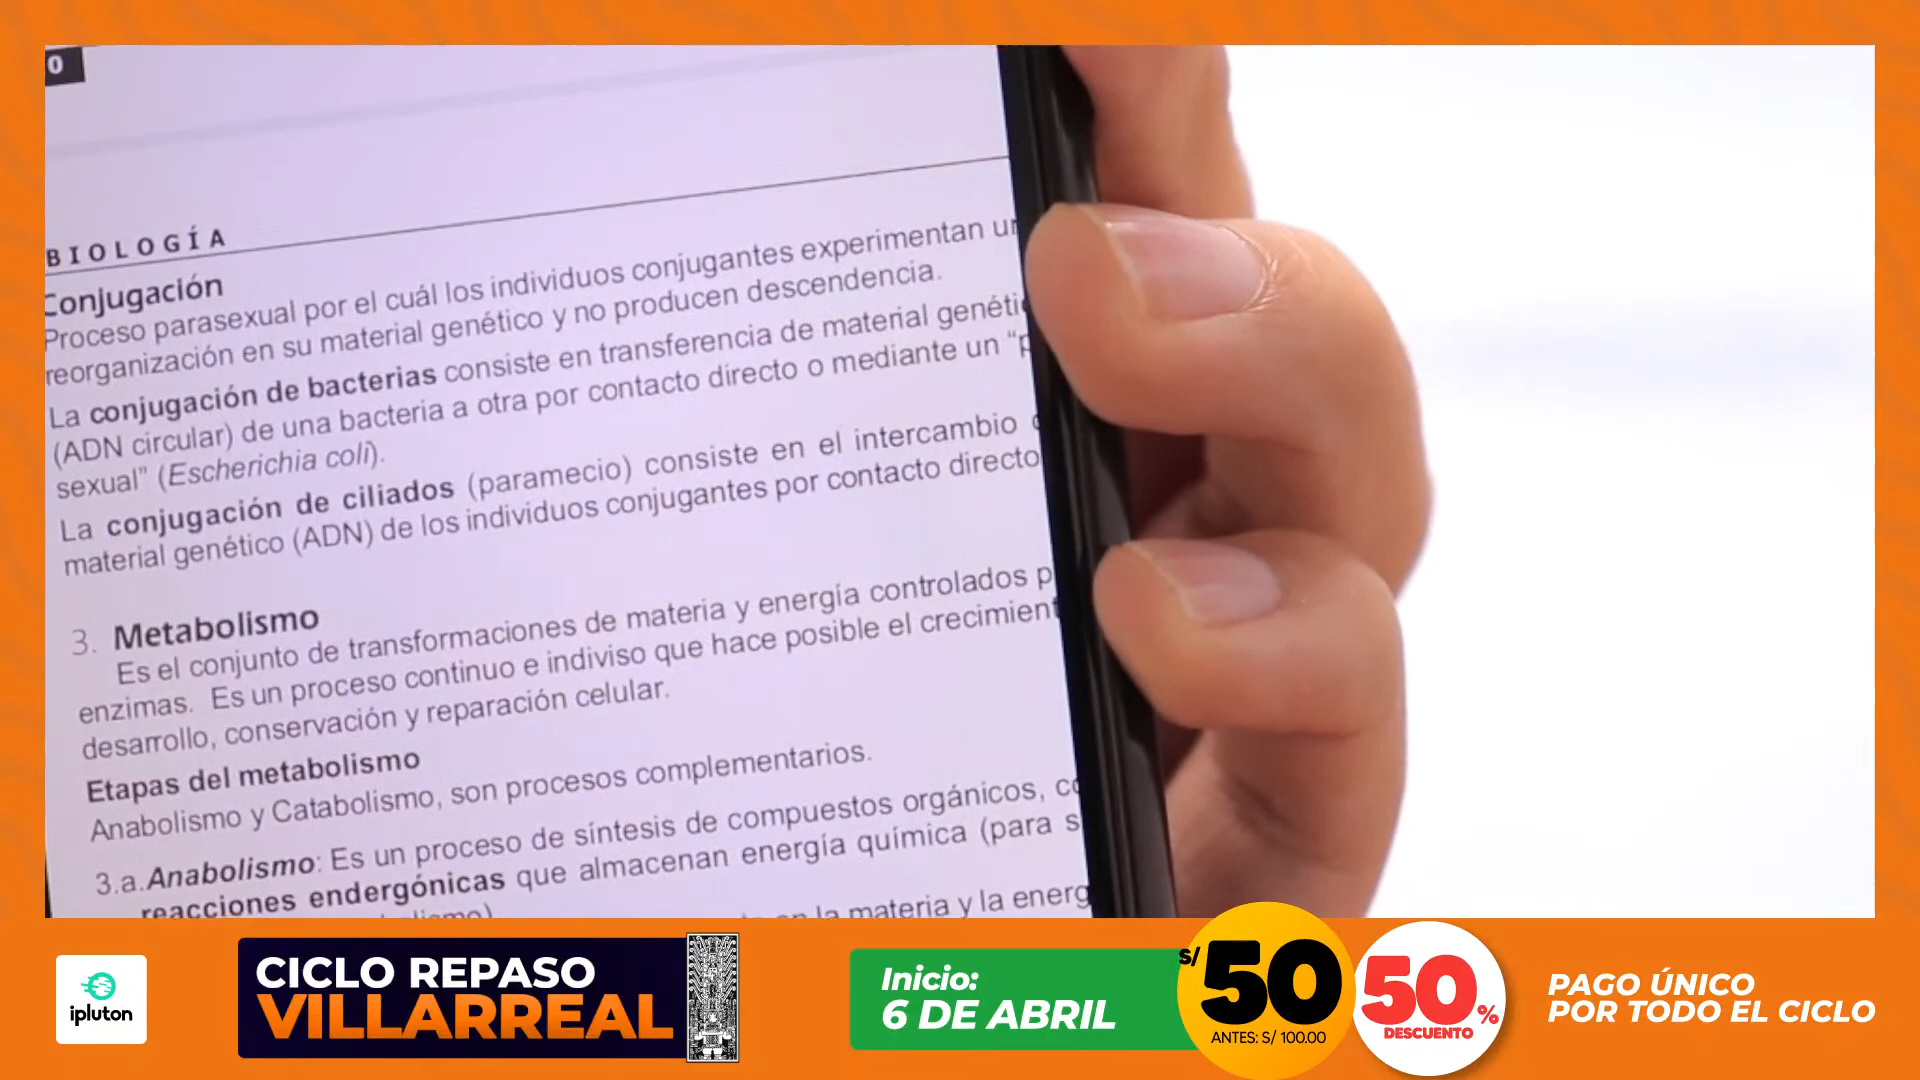 0
BIOLOGÍA
Conjugación
Proceso parasexual por el cuál los individuos conjugantes experimentan
reorganización en su material genético y no producen descendencia.
La conjugación de bacterias consiste en transferencia de material
(ADN circular) de una bacteria a otra por contacto directo o mediante un
sexual" (Escherichia coli).
La conjugación de ciliados (paramecio) consiste en el intercambio
material genético (ADN) de los individuos conjugantes por contacto directo
3. Metabolismo
Es el conjunto de transformaciones de materia y energía controlados
enzimas. Es un proceso continuo e indiviso que hace posible el
desarrollo, conservación y reparación celular.
Etapas del metabolismo
Anabolismo y Catabolismo, son procesos complementarios.
3.a. Anabolismo: Es un proceso de síntesis de compuestos orgánicos,
reacciones endergónicas que almacenan energía química (para
la materia y la
ipluton
CICLO REPASO
VILLARREAL
Inicio:
6 DE ABRIL
S/ 50
ANTES: S/ 100.00
50%
DESCUENTO
PAGO ÚNICO
POR TODO EL CICLO